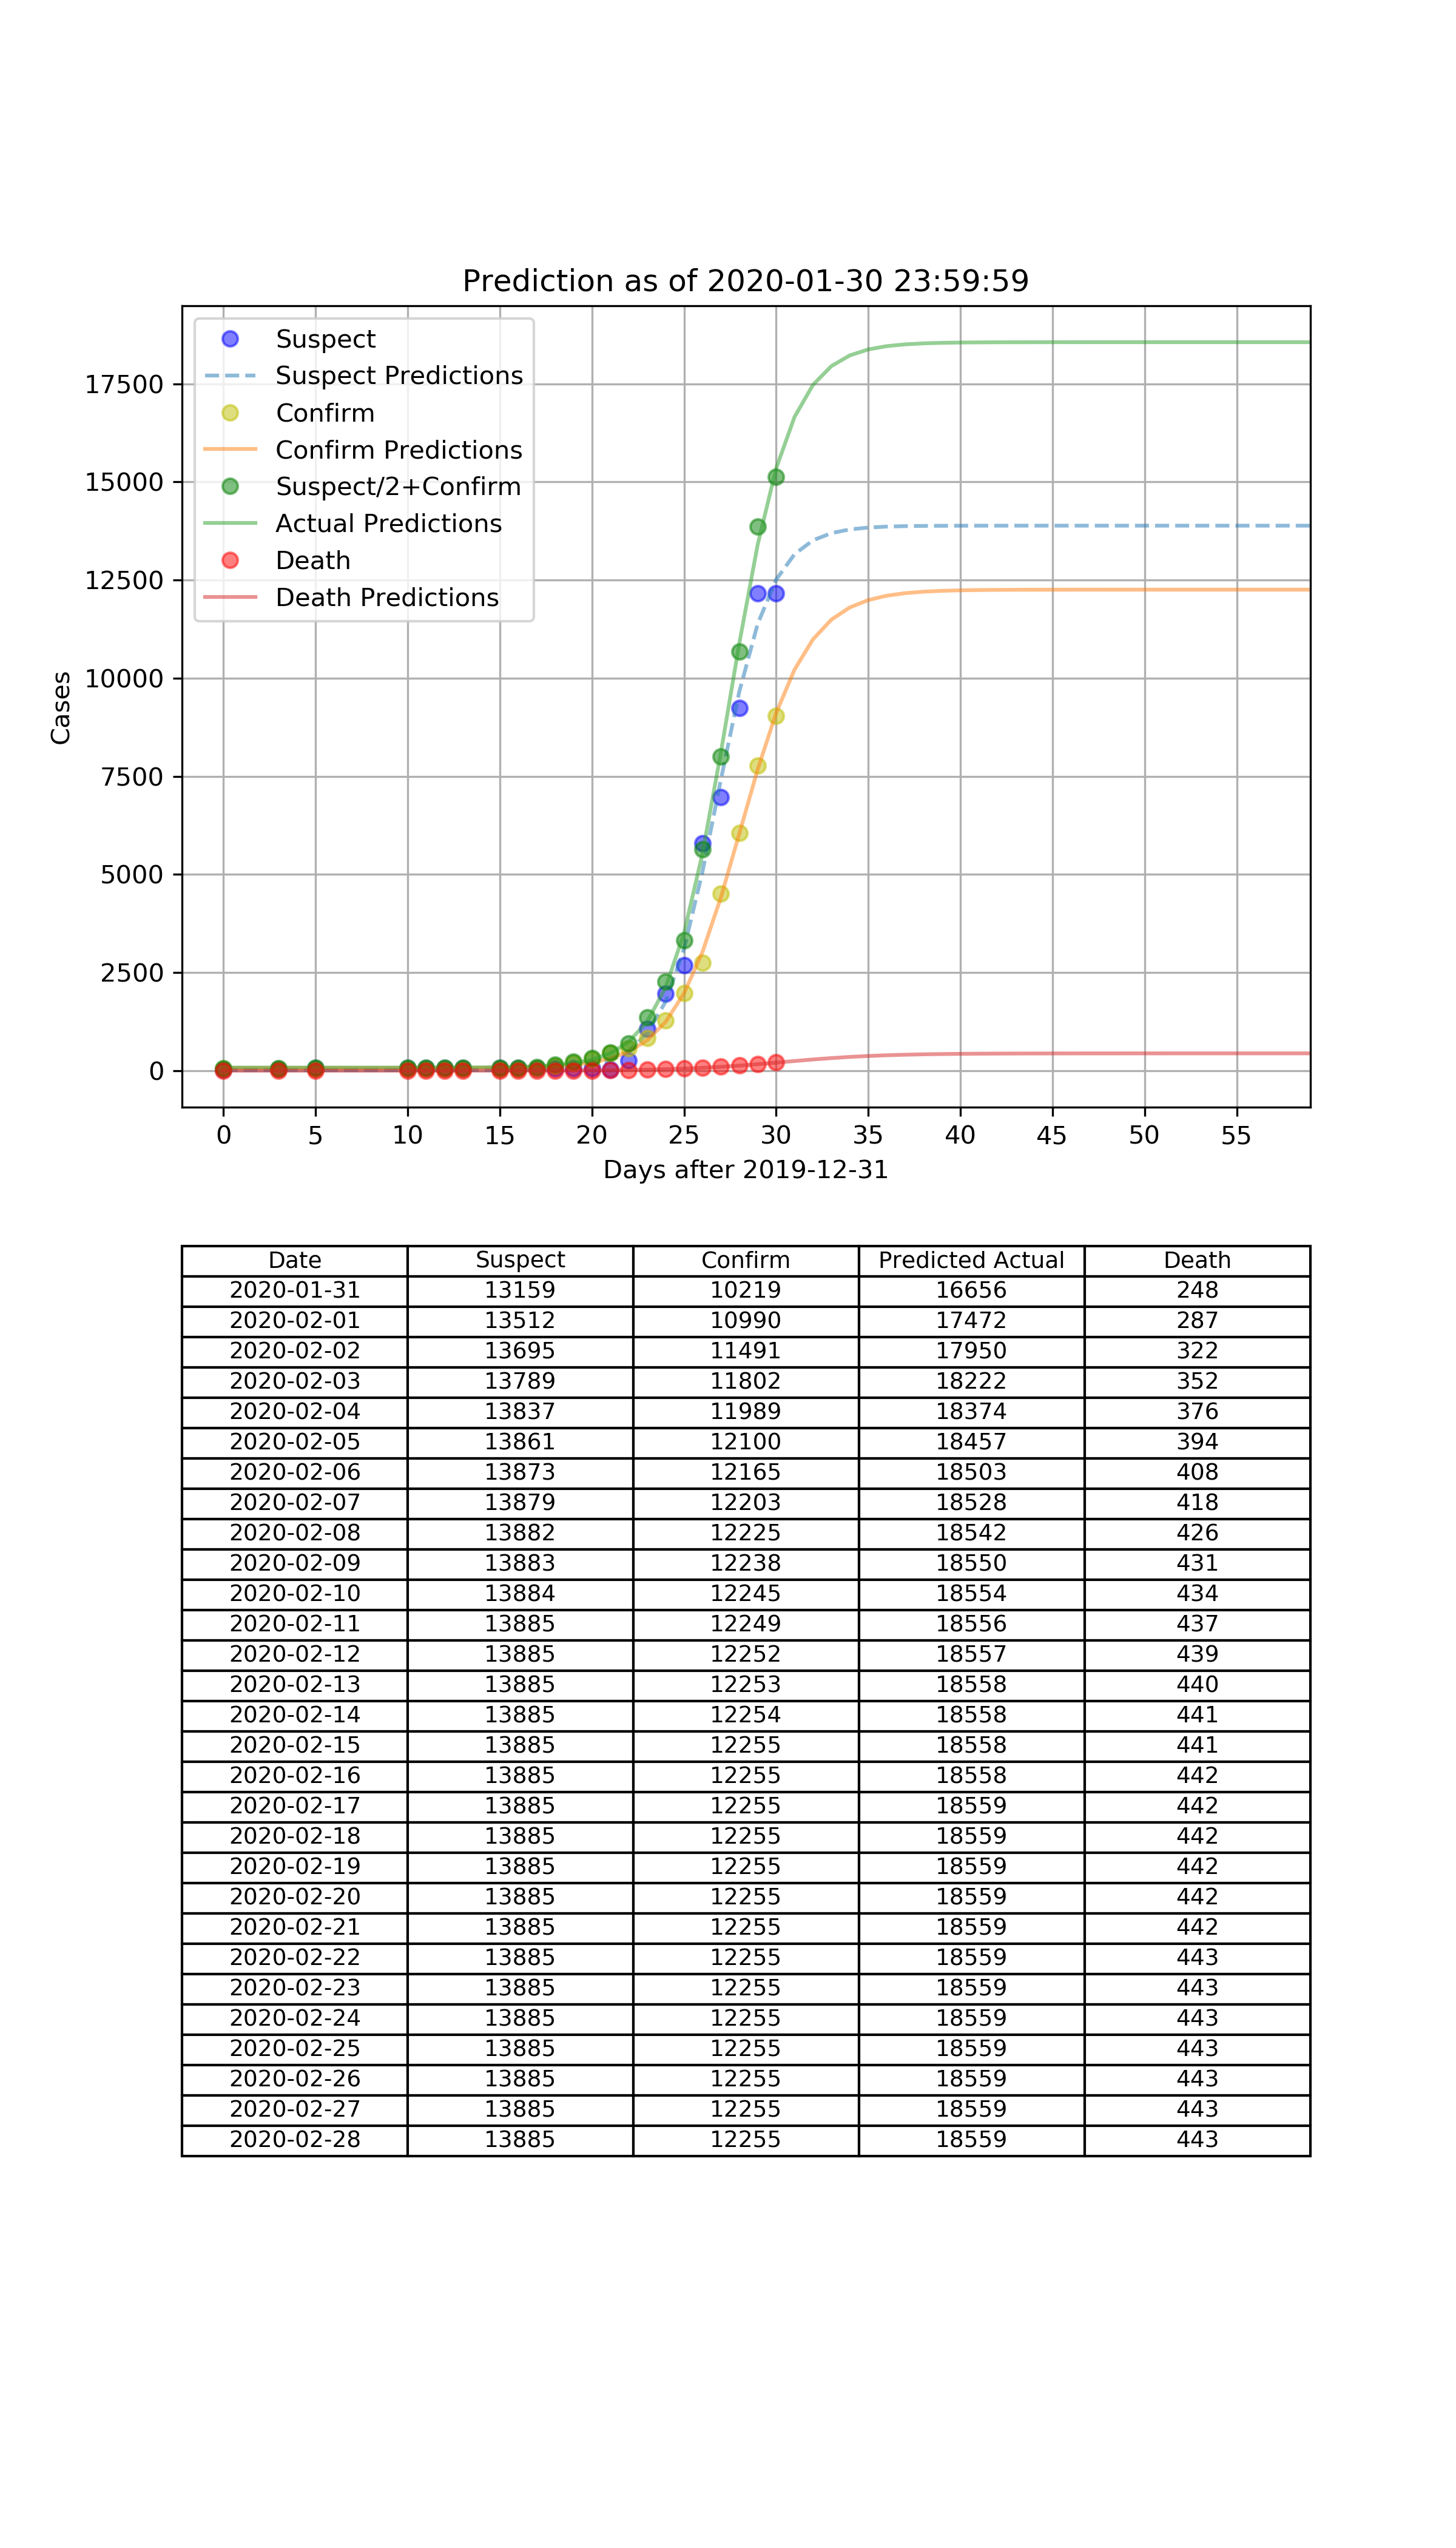 Prediction as of 2020-01-30 23:59:59
Suspect
Suspect Predictions
Confirm
Confirm Predictions
Suspect/2+Confirm
Actual Predictions
Death
Death Predictions
17500
15000
12500
10000
7500
5000
2500
0
Cases
0 5 10 15 20 25 30 35 40 45 50 55
Days after 2019-12-31
Date Suspect Confirm Predicted Actual Death
2020-01-31 13159 10219 16656 248
2020-02-01 13512 10990 17472 287
2020-02-02 13695 11491 17950 322
2020-02-03 13789 11802 18222 352
2020-02-04 13837 11989 18374 376
2020-02-05 13861 12100 18457 394
2020-02-06 13873 12165 18503 408
2020-02-07 13879 12203 18528 418
2020-02-08 13882 12225 18542 426
2020-02-09 13883 12238 18550 431
2020-02-10 13884 12245 18554 434
2020-02-11 13885 12249 18556 437
2020-02-12 13885 12252 18557 439
2020-02-13 13885 12253 18558 440
2020-02-14 13885 12254 18558 441
2020-02-15 13885 12255 18558 441
2020-02-16 13885 12255 18558 442
2020-02-17 13885 12255 18559 442
2020-02-18 13885 12255 18559 442
2020-02-19 13885 12255 18559 442
2020-02-20 13885 12255 18559 442
2020-02-21 13885 12255 18559 442
2020-02-22 13885 12255 18559 443
2020-02-23 13885 12255 18559 443
2020-02-24 13885 12255 18559 443
2020-02-25 13885 12255 18559 443
2020-02-26 13885 12255 18559 443
2020-02-27 13885 12255 18559 443
2020-02-28 13885 12255 18559 443